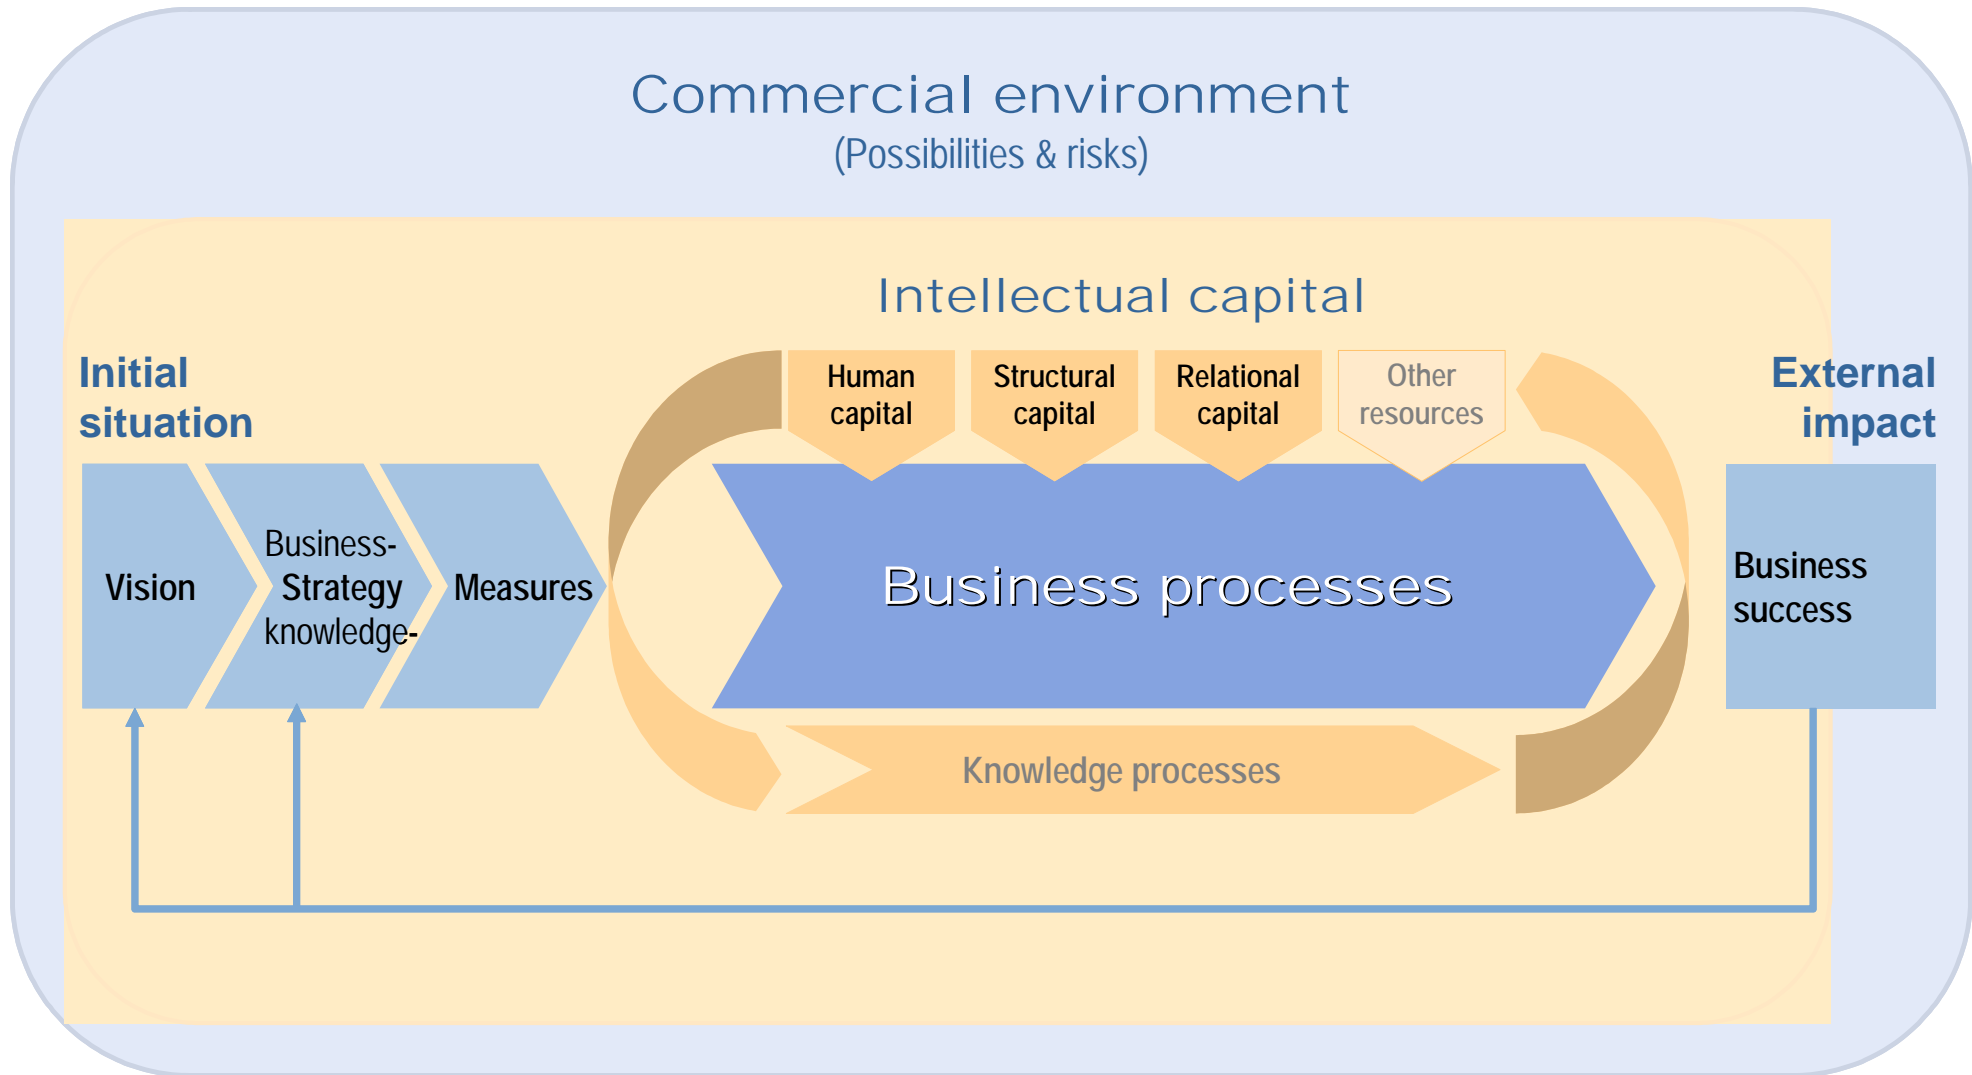 Commercial environment
(Possibilities & risks)
Intellectual capital
Initial
situation
Human
capital
Structural
capital
Relational
capital
Other
resources
External
impact
Vision
Business-
Strategy
knowledge-
Measures
Business processes
Business
success
Knowledge processes